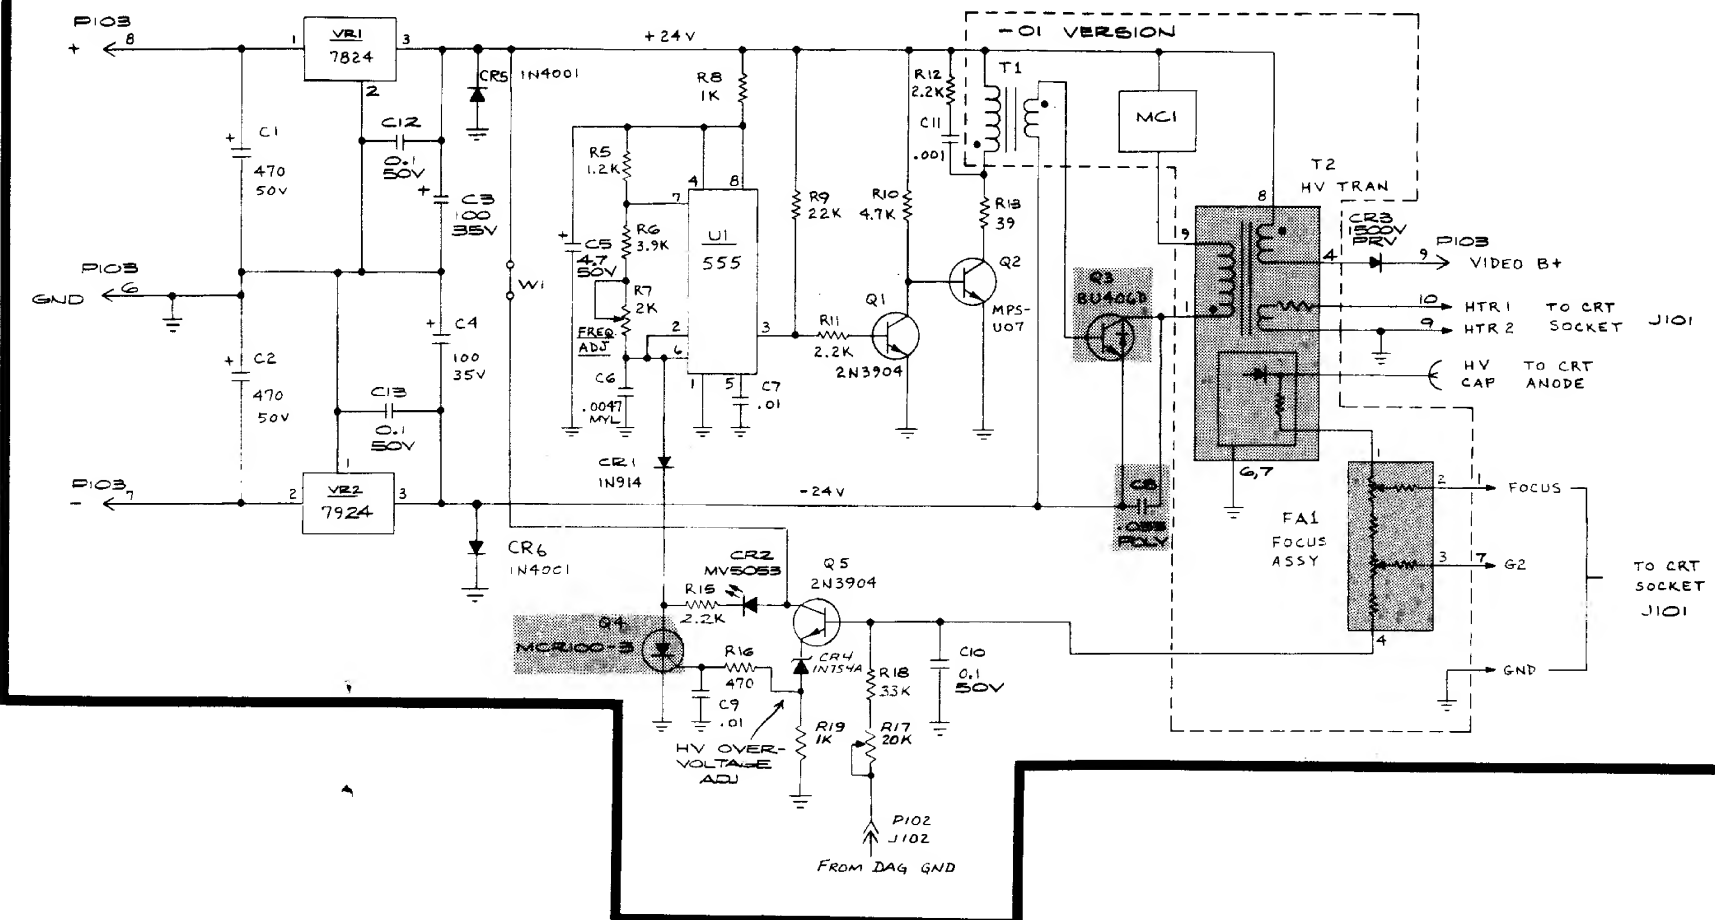 P103
+ 8
1
VR1
7824
3
2
+24V
CR5 1N4001
-01 VERSION
T1
R8
1K
R12
2.2K
C11
.001
MC1
T2
HV TRAN
+ C1
470
50V
C12
0.1
50V
+ C3
100
35V
R5
1.2K
4
8
7
R9
22K
R10
4.7K
R13
39
8
9
CR3
1500V
PRV
4
P103
9
VIDEO B+
+ C5
4.7
50V
R6
3.9K
U1
555
Q2
MPS-
U07
Q3
BU406D
1
P103
GND 6
W1
R7
2K
FREQ.
ADJ
2
6
3
R11
2.2K
Q1
2N3904
10
HTR1
9
HTR2
TO CRT
SOCKET
J101
+ C4
100
35V
+ C2
470
50V
C13
0.1
50V
C6
.0047
MYL
1
5
C7
.01
HV
CAP
TO CRT
ANODE
6,7
CR1
1N914
P103
- 7
2
1
VR2
7924
3
-24V
C8
.033
POLY
1
FA1
FOCUS
ASSY
2
1
FOCUS
3
7
G2
4
GND
TO CRT
SOCKET
J101
CR6
1N4001
CR2
MV5053
Q5
2N3904
R15
2.2K
Q4
MCR100-3
R16
470
CR4
1N754A
C9
.01
R18
33K
C10
0.1
50V
R19
1K
R17
20K
HV OVER-
VOLTAGE
ADJ
P102
J102
FROM DAG GND